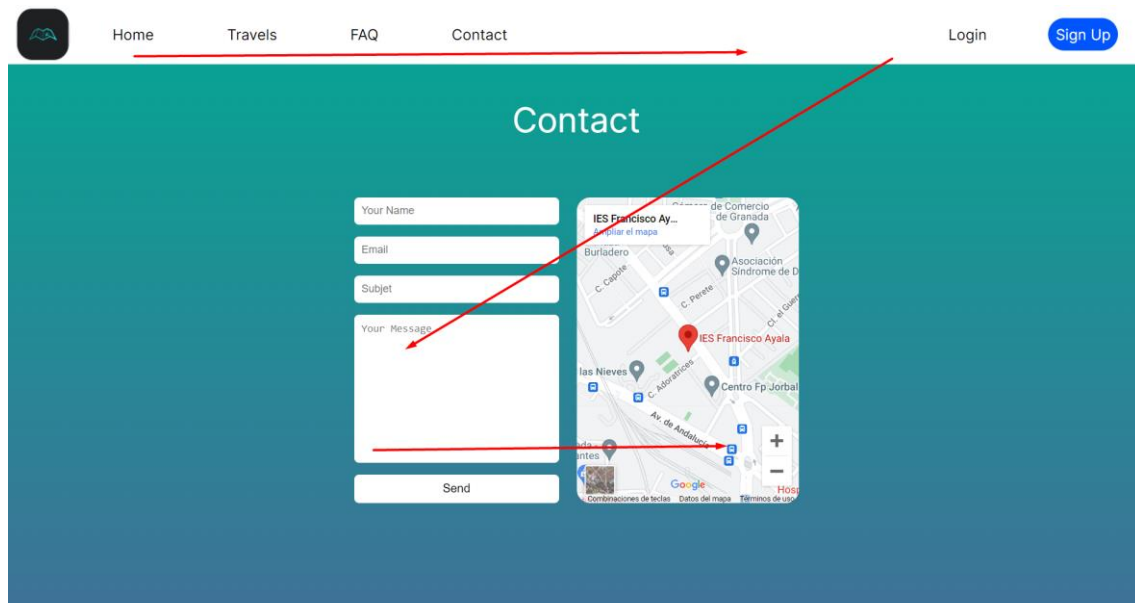 Home Travels FAQ Contact Login Sign Up
Contact
Your Name
Email
Subjet
Your Message
Send
IES Francisco Ay...
Ampliar el mapa
de Comercio
de Granada
Burladero
Asociación
Síndrome de D
C. Capote
C. Perete
IES Francisco Ayala
las Nieves
C. Adoratrices
Centro Fp Jorbal
Av. de Andalucía
antes
+
−
Google
Hosp
Combinaciones de teclas Datos del mapa Términos de uso